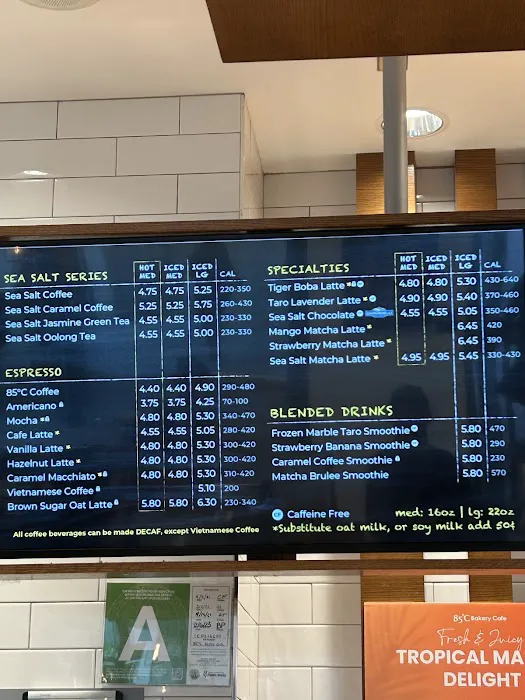 SEA SALT SERIES HOT MED ICED MED ICED LG CAL
Sea Salt Coffee 4.75 4.75 5.25 220-350
Sea Salt Caramel Coffee 5.25 5.25 5.75 260-430
Sea Salt Jasmine Green Tea 4.55 4.55 5.00 230-330
Sea Salt Oolong Tea 4.55 4.55 5.00 230-330
ESPRESSO
85°C Coffee 4.40 4.40 4.90 290-480
Americano 3.75 3.75 4.25 70-100
Mocha 4.80 4.80 5.30 340-470
Cafe Latte* 4.55 4.55 5.05 280-420
Vanilla Latte* 4.80 4.80 5.30 300-420
Hazelnut Latte* 4.80 4.80 5.30 300-420
Caramel Macchiato* 4.80 4.80 5.30 310-420
Vietnamese Coffee 5.10 200
Brown Sugar Oat Latte 5.80 5.80 6.30 230-340
All coffee beverages can be made DECAF, except Vietnamese Coffee
SPECIALTIES HOT MED ICED MED ICED LG CAL
Tiger Boba Latte* 4.80 4.80 5.30 430-640
Taro Lavender Latte* 4.90 4.90 5.40 370-460
Sea Salt Chocolate 4.55 4.55 5.05 350-460
Mango Matcha Latte* 6.45 420
Strawberry Matcha Latte* 6.45 390
Sea Salt Matcha Latte* 4.95 4.95 5.45 330-430
BLENDED DRINKS
Frozen Marble Taro Smoothie 5.80 470
Strawberry Banana Smoothie 5.80 290
Caramel Coffee Smoothie 5.80 230
Matcha Brulee Smoothie 5.80 570
CF Caffeine Free med: 16oz | lg: 22oz
*Substitute oat milk, or soy milk add 50¢
A
85°C Bakery Cafe
Fresh & Juicy
TROPICAL MA
DELIGHT